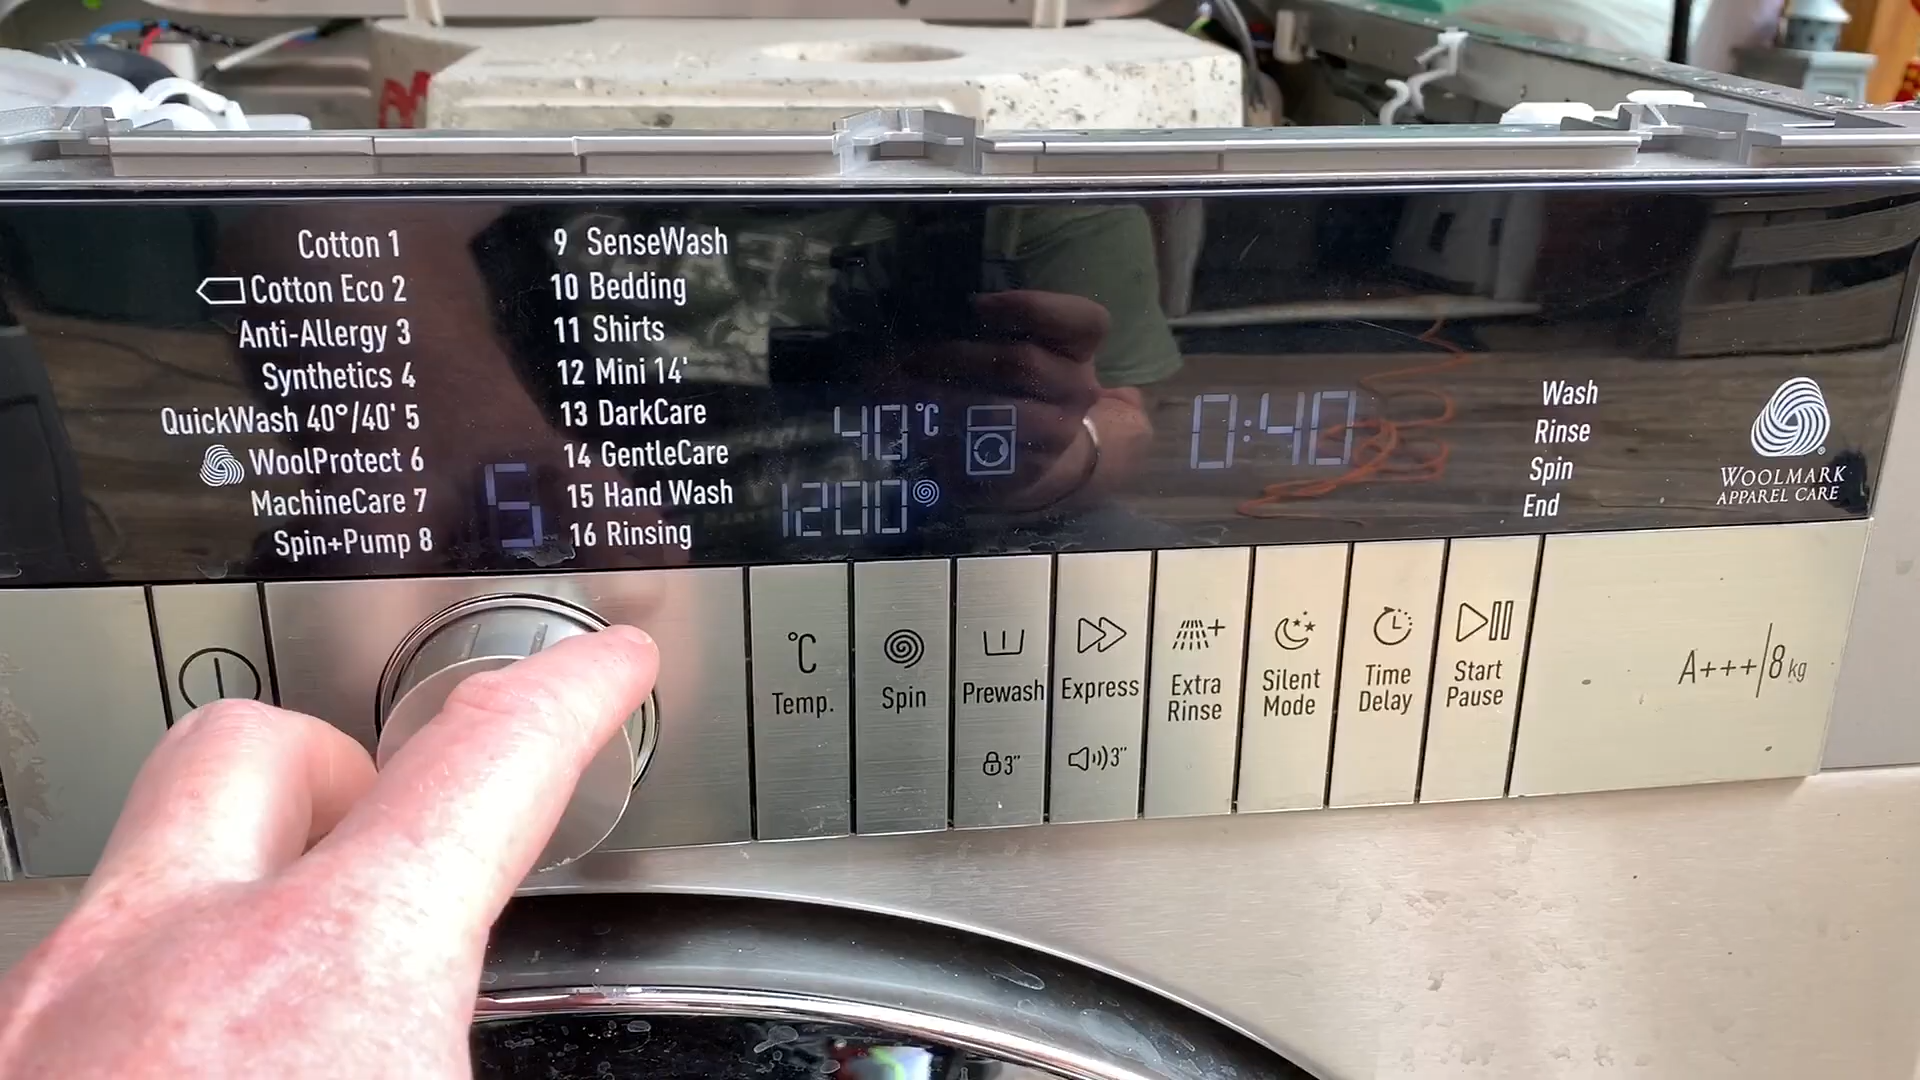 Cotton 1
Cotton Eco 2
Anti-Allergy 3
Synthetics 4
QuickWash 40°/40' 5
WoolProtect 6
MachineCare 7
Spin+Pump 8
5
9 SenseWash
10 Bedding
11 Shirts
12 Mini 14'
13 DarkCare
14 GentleCare
15 Hand Wash
16 Rinsing
40°C
1200
0:40
Wash
Rinse
Spin
End
WOOLMARK
APPAREL CARE
°C
Temp.
Spin
Prewash
3"
Express
3"
Extra
Rinse
Silent
Mode
Time
Delay
Start
Pause
A+++/8 kg